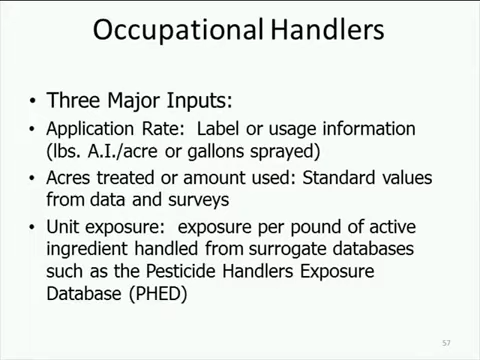 Occupational Handlers
• Three Major Inputs:
• Application Rate:  Label or usage information
(lbs. A.I./acre or gallons sprayed)
• Acres treated or amount used: Standard values
from data and surveys
• Unit exposure:  exposure per pound of active
ingredient handled from surrogate databases
such as the Pesticide Handlers Exposure
Database (PHED)
57